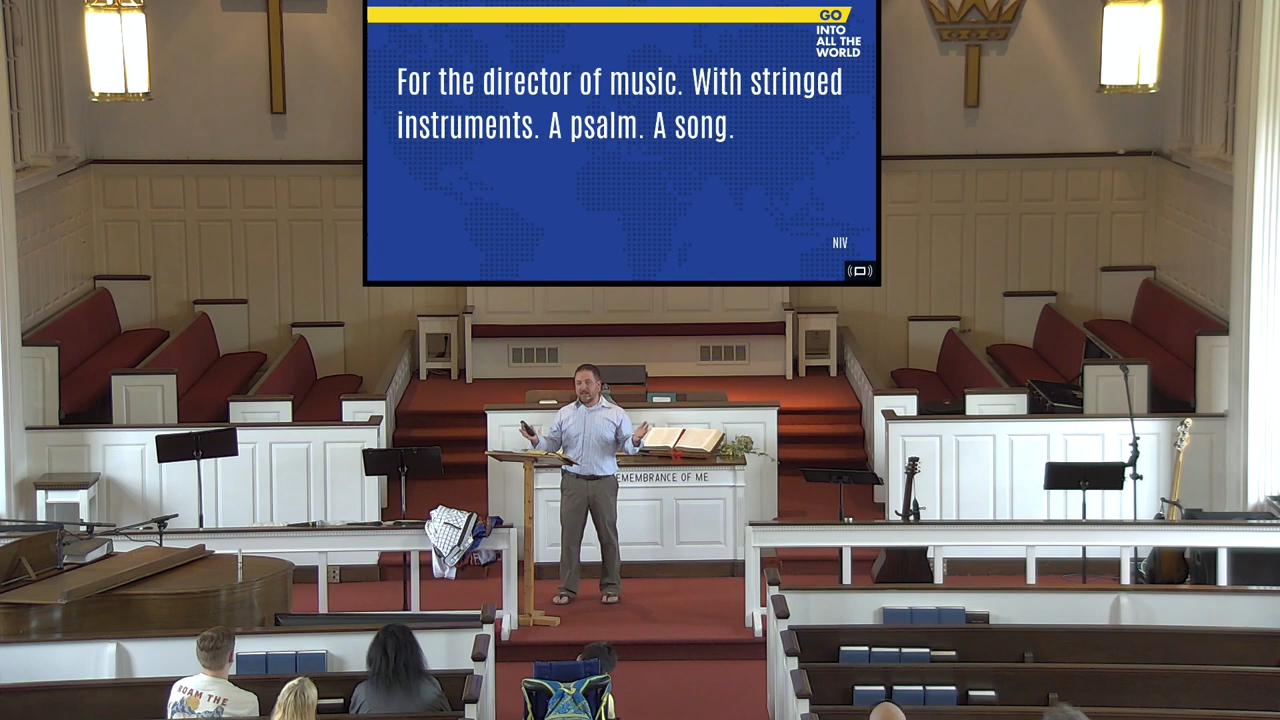 GO
INTO
ALL THE
WORLD
For the director of music. With stringed
instruments. A psalm. A song.
NIV
EMEMBRANCE OF ME
ROAM THE